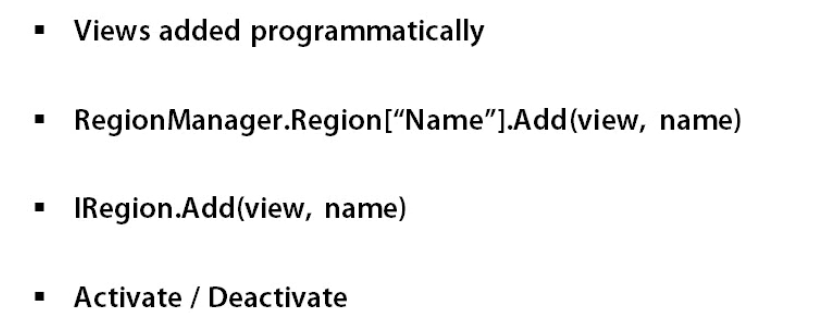 ▪ Views added programmatically
▪ RegionManager.Region[“Name”].Add(view, name)
▪ IRegion.Add(view, name)
▪ Activate / Deactivate